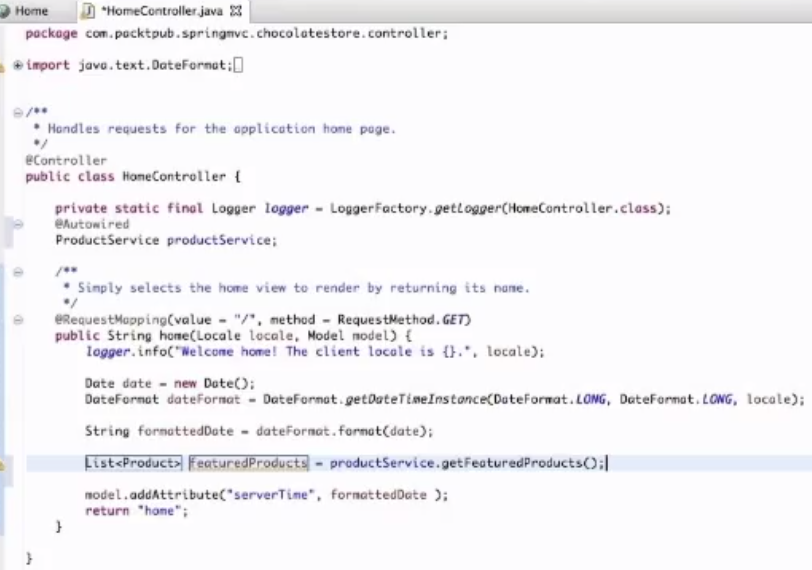 Home *HomeController.java
package com.packtpub.springmvc.chocolatestore.controller;
import java.text.DateFormat;
/**
* Handles requests for the application home page.
*/
@Controller
public class HomeController {
private static final Logger logger = LoggerFactory.getLogger(HomeController.class);
@Autowired
ProductService productService;
/**
* Simply selects the home view to render by returning its name.
*/
@RequestMapping(value = "/", method = RequestMethod.GET)
public String home(Locale locale, Model model) {
logger.info("Welcome home! The client locale is {}.", locale);
Date date = new Date();
DateFormat dateFormat = DateFormat.getDateTimeInstance(DateFormat.LONG, DateFormat.LONG, locale);
String formattedDate = dateFormat.format(date);
List<Product> featuredProducts = productService.getFeaturedProducts();
model.addAttribute("serverTime", formattedDate );
return "home";
}
}